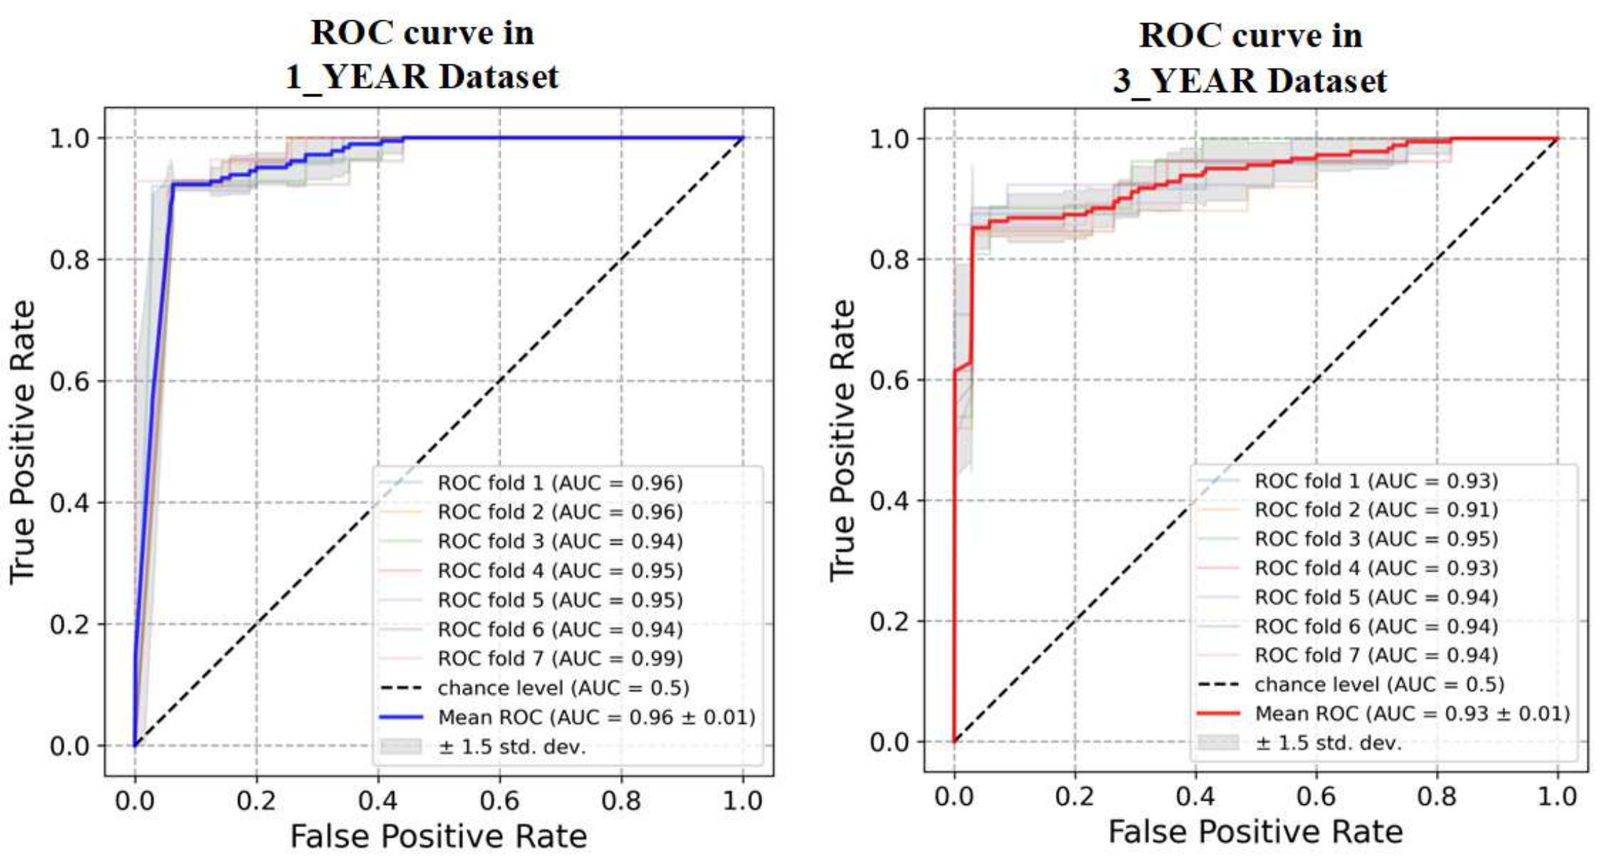 ROC curve in
1_YEAR Dataset
True Positive Rate
1.0
0.8
0.6
0.4
0.2
0.0
ROC fold 1 (AUC = 0.96)
ROC fold 2 (AUC = 0.96)
ROC fold 3 (AUC = 0.94)
ROC fold 4 (AUC = 0.95)
ROC fold 5 (AUC = 0.95)
ROC fold 6 (AUC = 0.94)
ROC fold 7 (AUC = 0.99)
chance level (AUC = 0.5)
Mean ROC (AUC = 0.96 ± 0.01)
± 1.5 std. dev.
0.0 0.2 0.4 0.6 0.8 1.0
False Positive Rate
ROC curve in
3_YEAR Dataset
True Positive Rate
1.0
0.8
0.6
0.4
0.2
0.0
ROC fold 1 (AUC = 0.93)
ROC fold 2 (AUC = 0.91)
ROC fold 3 (AUC = 0.95)
ROC fold 4 (AUC = 0.93)
ROC fold 5 (AUC = 0.94)
ROC fold 6 (AUC = 0.94)
ROC fold 7 (AUC = 0.94)
chance level (AUC = 0.5)
Mean ROC (AUC = 0.93 ± 0.01)
± 1.5 std. dev.
0.0 0.2 0.4 0.6 0.8 1.0
False Positive Rate